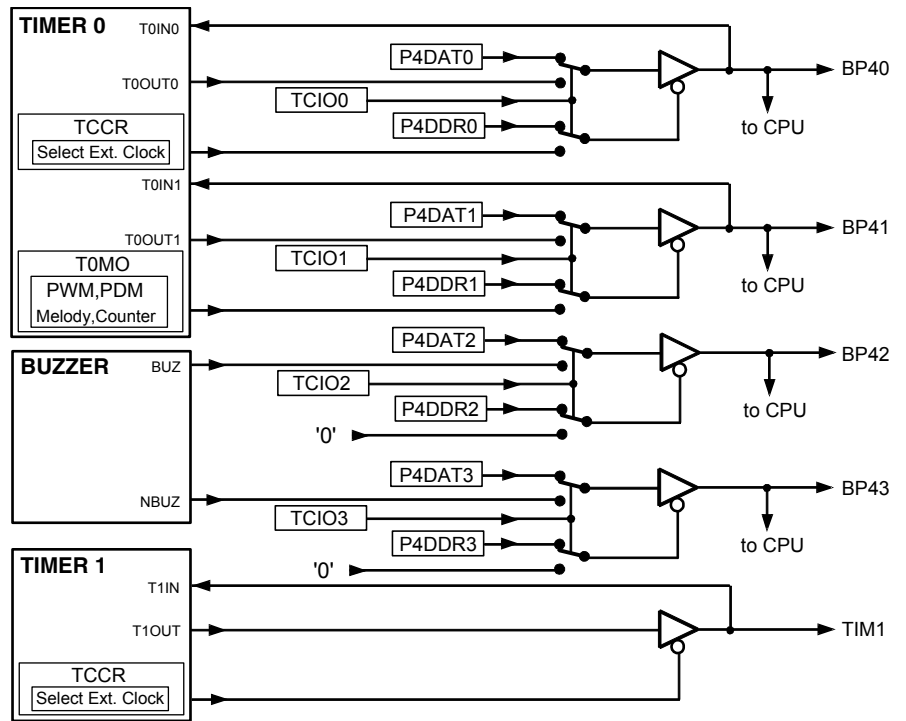 TIMER 0
T0IN0
P4DAT0
BP40
T0OUT0
TCIO0
to CPU
P4DDR0
TCCR
Select Ext. Clock
T0IN1
P4DAT1
BP41
T0OUT1
TCIO1
to CPU
T0MO
P4DDR1
PWM,PDM
Melody,Counter
P4DAT2
BP42
BUZZER
BUZ
TCIO2
to CPU
P4DDR2
'0'
P4DAT3
BP43
NBUZ
TCIO3
to CPU
P4DDR3
'0'
TIMER 1
T1IN
T1OUT
TIM1
TCCR
Select Ext. Clock